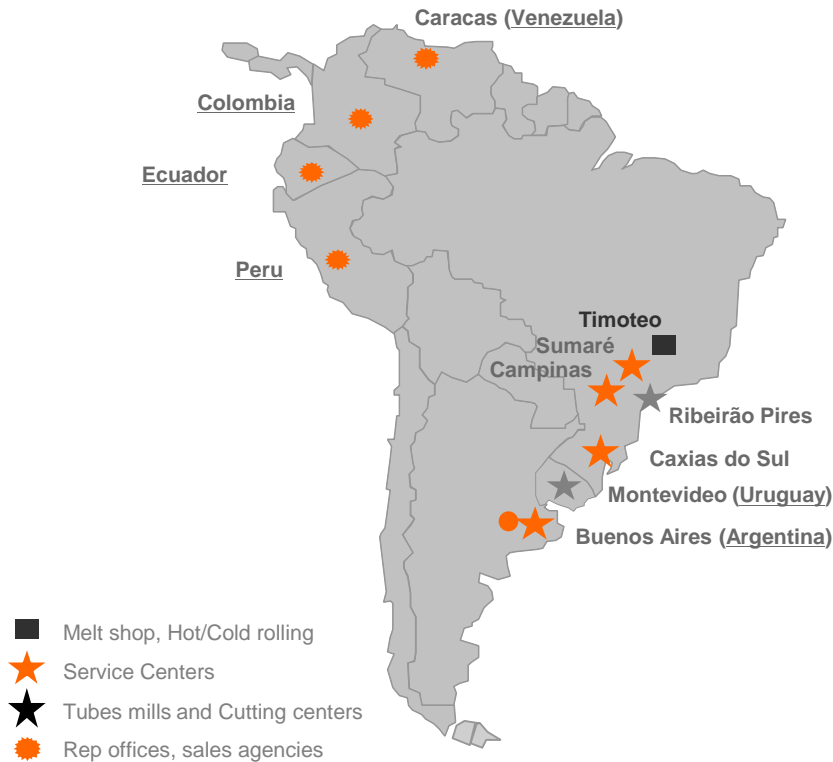 Caracas (Venezuela)
Colombia
Ecuador
Peru
Timoteo
Sumaré
Campinas
Ribeirão Pires
Caxias do Sul
Montevideo (Uruguay)
Buenos Aires (Argentina)
Melt shop, Hot/Cold rolling
Service Centers
Tubes mills and Cutting centers
Rep offices, sales agencies